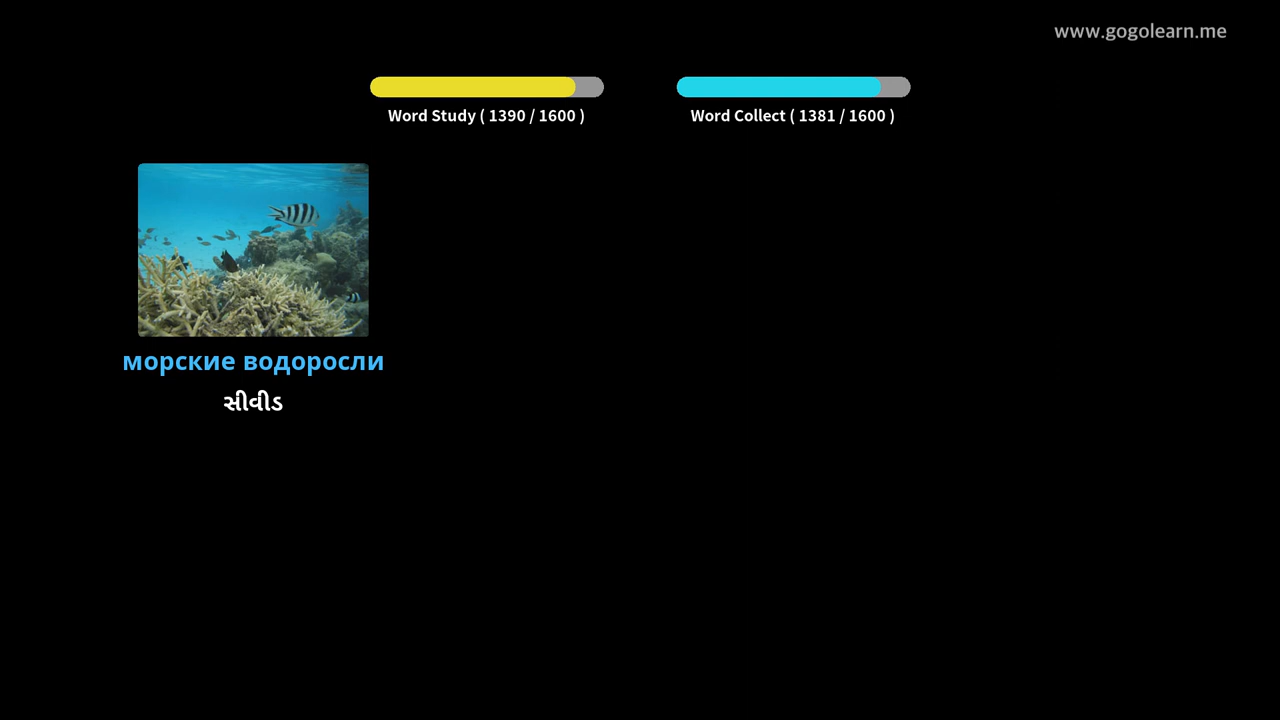 www.gogolearn.me
Word Study ( 1390 / 1600 )
Word Collect ( 1381 / 1600 )
морские водоросли
સીવીડ